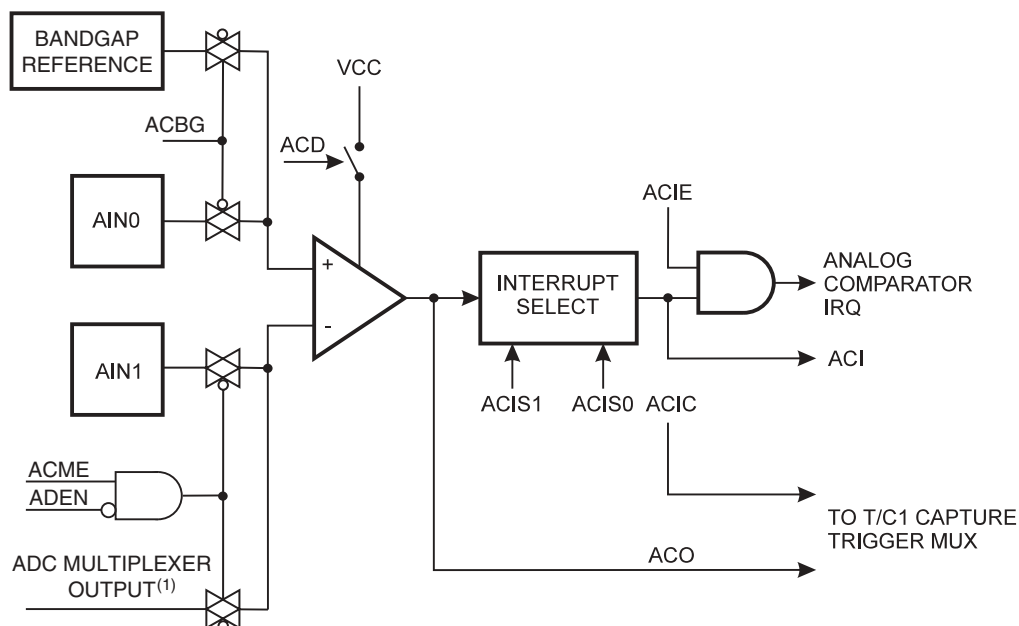 BANDGAP
REFERENCE
VCC
ACBG
ACD
AIN0
ACIE
+
INTERRUPT
SELECT
ANALOG
COMPARATOR
IRQ
-
AIN1
ACI
ACIS1
ACIS0
ACIC
ACME
ADEN
TO T/C1 CAPTURE
TRIGGER MUX
ADC MULTIPLEXER
OUTPUT(1)
ACO